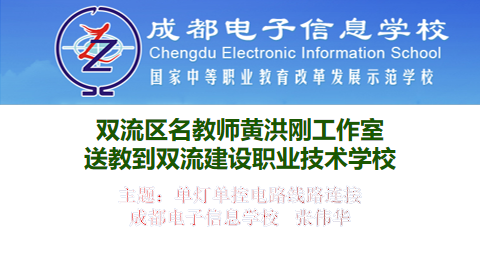 成都电子信息学校
Chengdu Electronic Information School
国家中等职业教育改革发展示范学校
双流区名教师黄洪刚工作室
送教到双流建设职业技术学校
主题：单灯单控电路线路连接
成都电子信息学校 张伟华